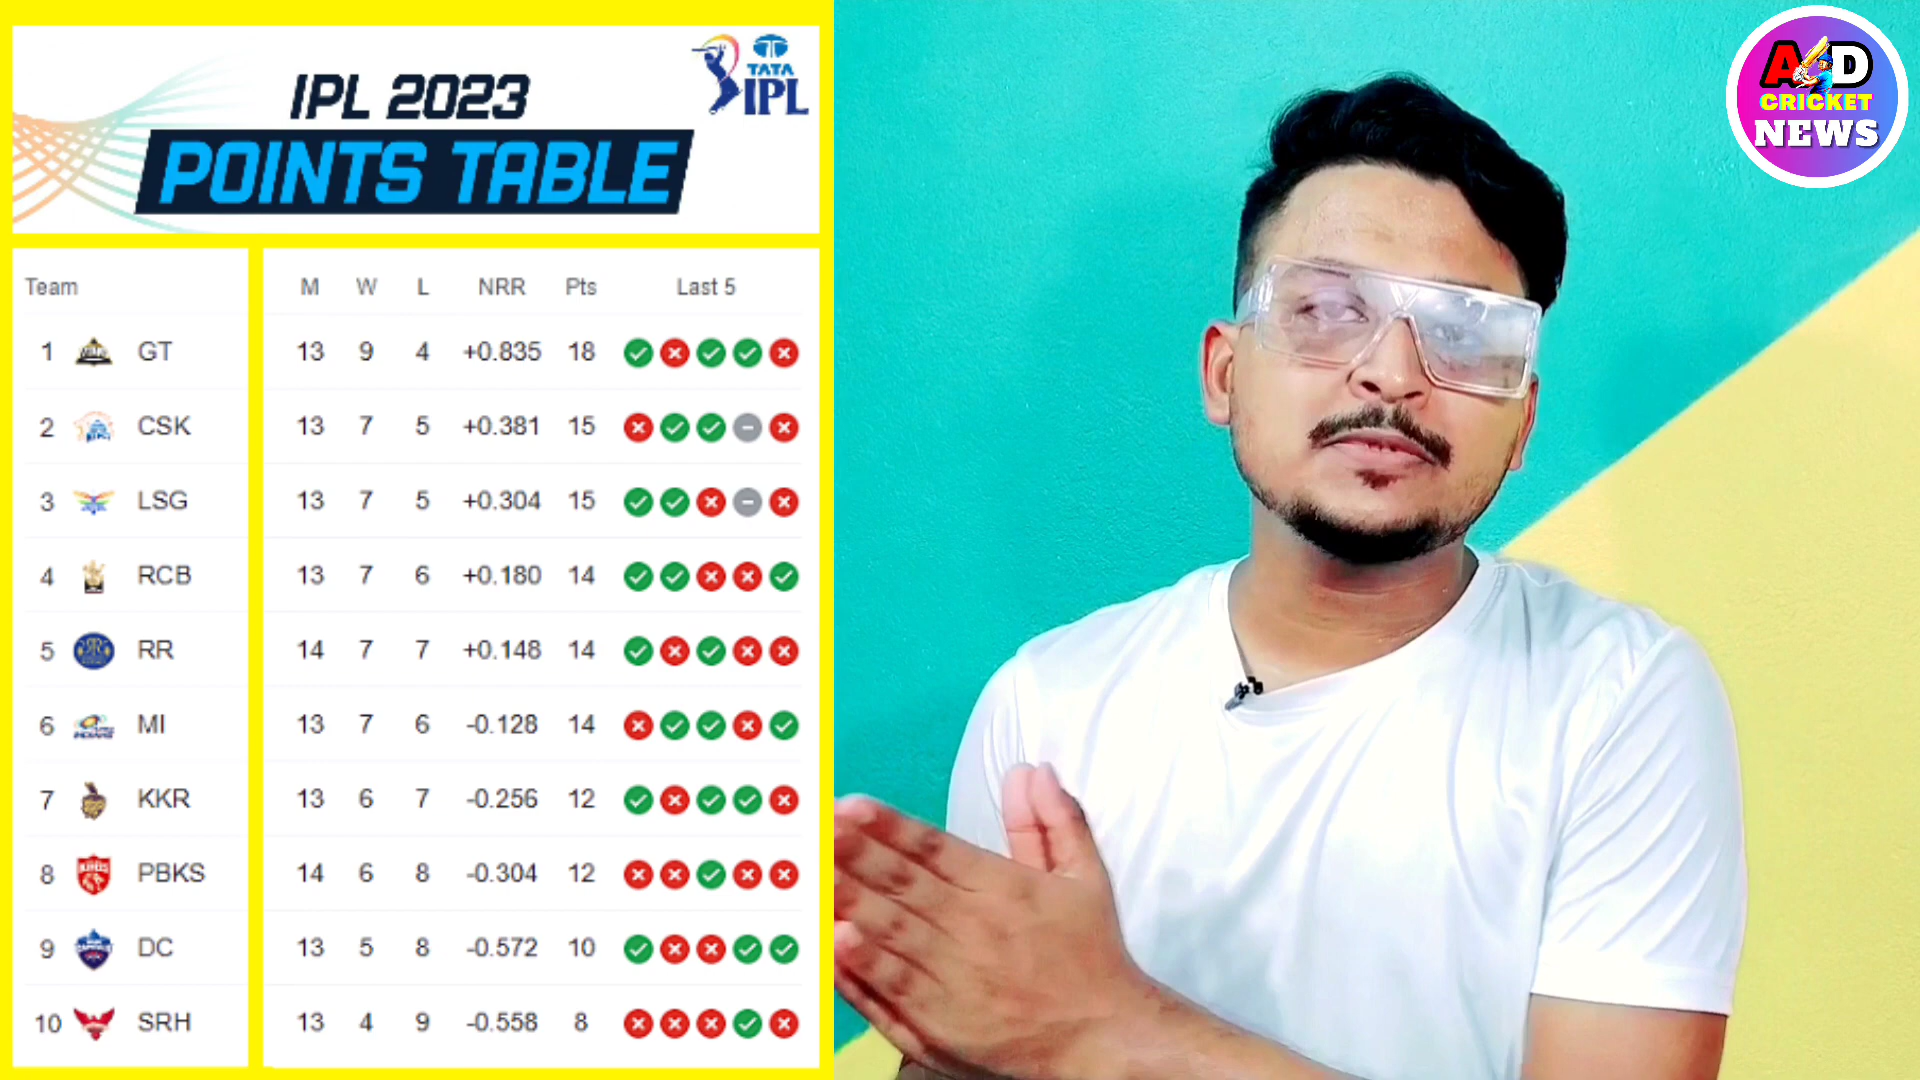 IPL 2023
POINTS TABLE
TATA
IPL
A D
CRICKET
NEWS
Team M W L NRR Pts Last 5
1 GT 13 9 4 +0.835 18
2 CSK 13 7 5 +0.381 15
3 LSG 13 7 5 +0.304 15
4 RCB 13 7 6 +0.180 14
5 RR 14 7 7 +0.148 14
6 MI 13 7 6 -0.128 14
7 KKR 13 6 7 -0.256 12
8 PBKS 14 6 8 -0.304 12
9 DC 13 5 8 -0.572 10
10 SRH 13 4 9 -0.558 8